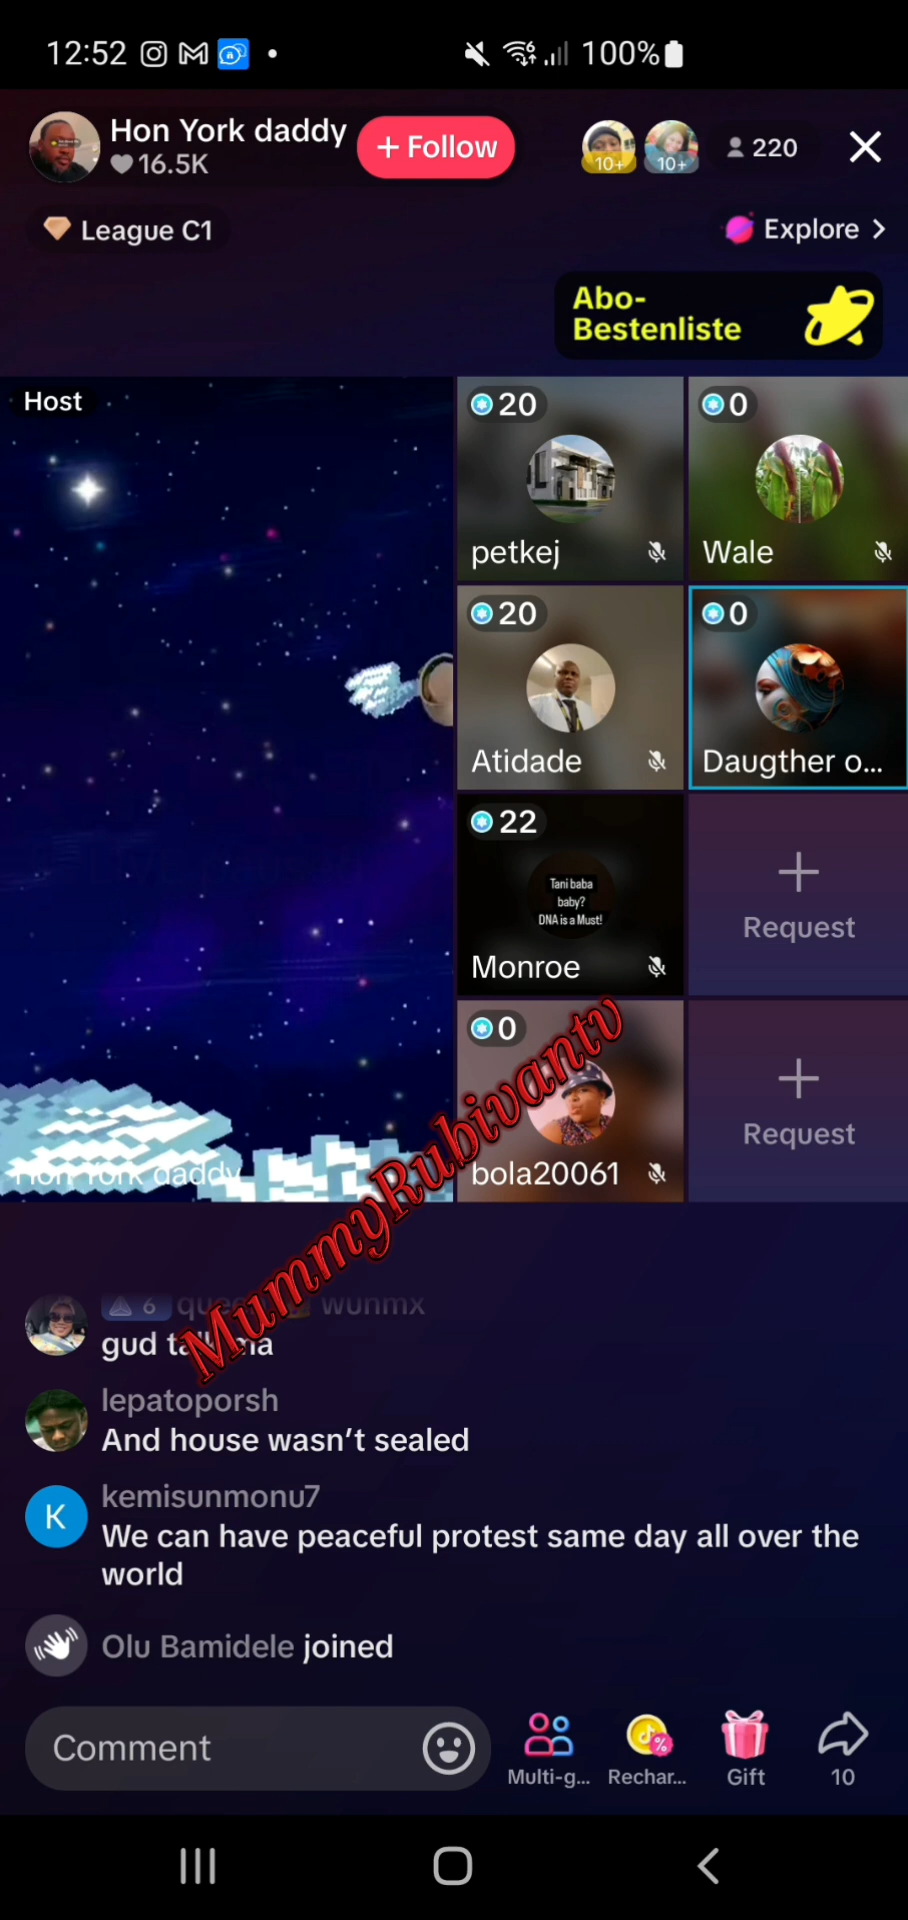 12:52
100%
Hon York daddy
16.5K
+ Follow
10+
10+
220
League C1
Explore
Abo-
Bestenliste
Host
20
petkej
0
Wale
20
Atidade
0
Daugther o...
22
Tani baba
baby?
DNA is a Must!
Monroe
Request
0
bola20061
Request
Hon York daddy
MummyRubivantv
6 wunmx
gud ma
lepatoporsh
And house wasn't sealed
kemisunmonu7
We can have peaceful protest same day all over the
world
K
Olu Bamidele joined
Comment
Multi-g...
Rechar...
Gift
10